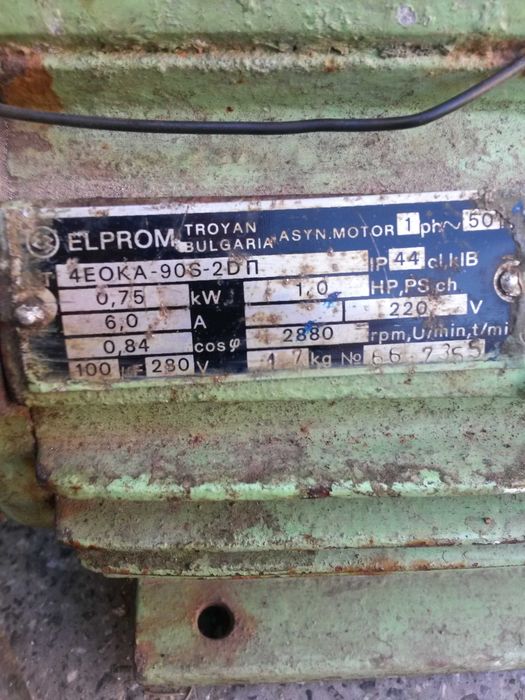 ELPROM TROYAN BULGARIA ASYN.MOTOR 1 ph~ 50
T 4EOKA-90S-2DП IP 44 cl,klB
0,75 kW 1,0 HP,PS,ch
6,0 A 220 V
0,84 cosφ 2880 rpm,U/min,t/mi
100 280 V 17 kg № 66